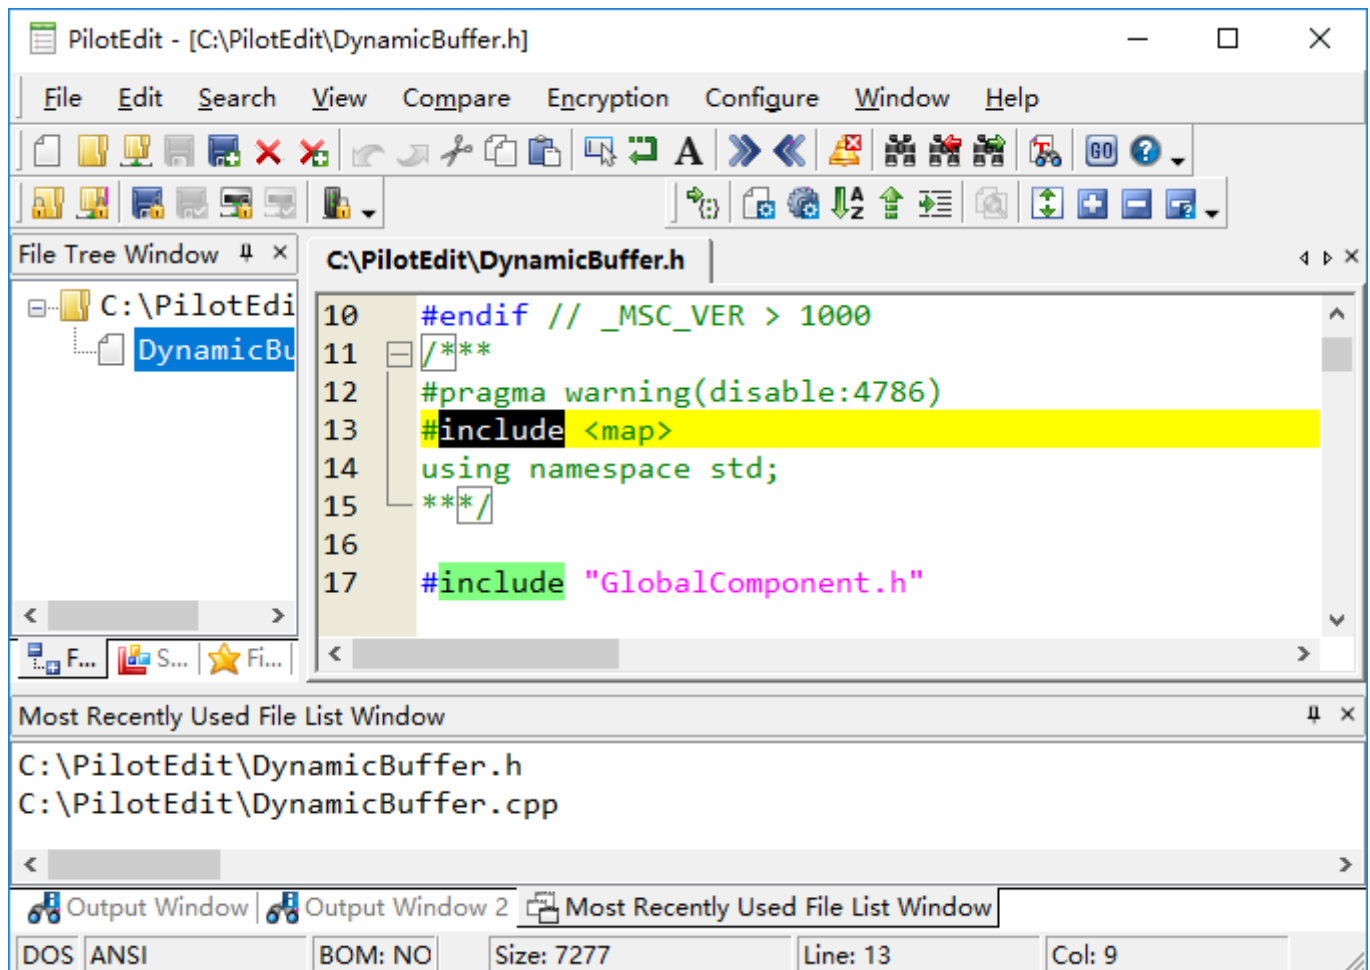 PilotEdit - [C:\PilotEdit\DynamicBuffer.h]
File Edit Search View Compare Encryption Configure Window Help
A GO ?
A Z
File Tree Window
C:\PilotEdit\DynamicBuffer.h
C:\PilotEdi
DynamicBu
10 #endif // _MSC_VER > 1000
11 /***
12 #pragma warning(disable:4786)
13 #include <map>
14 using namespace std;
15 ***/
16
17 #include "GlobalComponent.h"
F... S... Fi...
Most Recently Used File List Window
C:\PilotEdit\DynamicBuffer.h
C:\PilotEdit\DynamicBuffer.cpp
Output Window Output Window 2 Most Recently Used File List Window
DOS ANSI BOM: NO Size: 7277 Line: 13 Col: 9